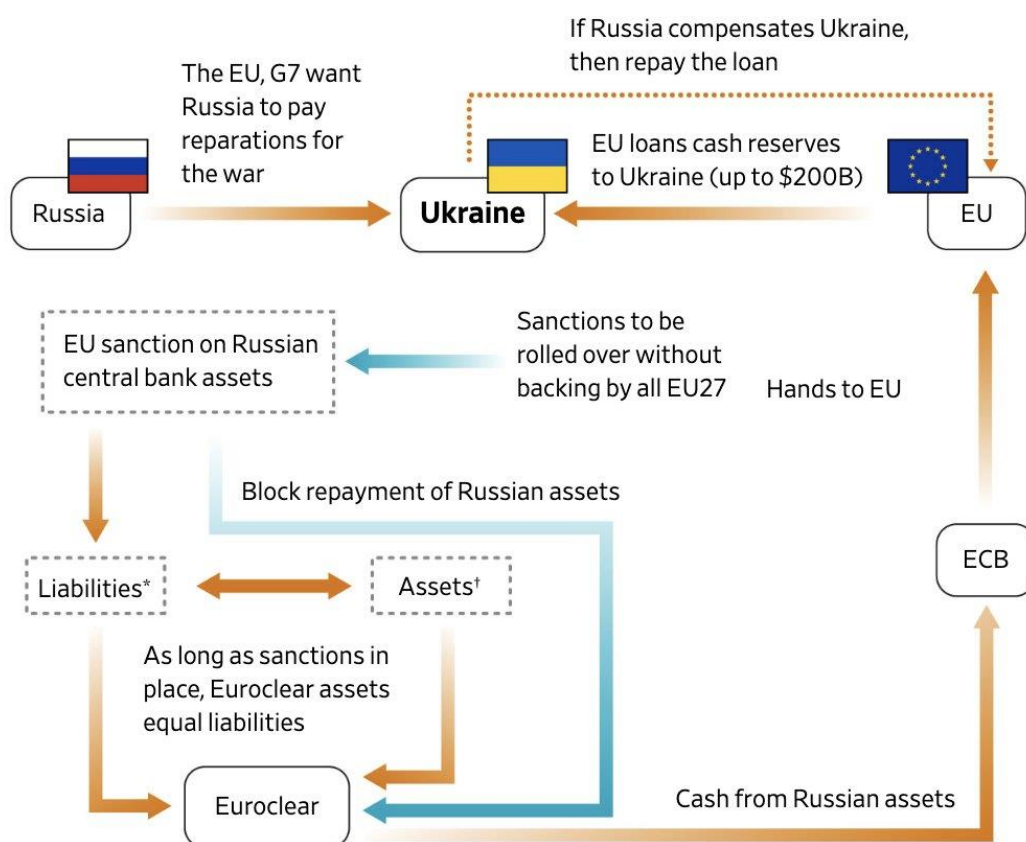 If Russia compensates Ukraine,
then repay the loan
The EU, G7 want
Russia to pay
reparations for
the war
EU loans cash reserves
to Ukraine (up to $200B)
Russia
Ukraine
EU
EU sanction on Russian
central bank assets
Sanctions to be
rolled over without
backing by all EU27
Hands to EU
Block repayment of Russian assets
Liabilities*
Assets†
ECB
As long as sanctions in
place, Euroclear assets
equal liabilities
Euroclear
Cash from Russian assets